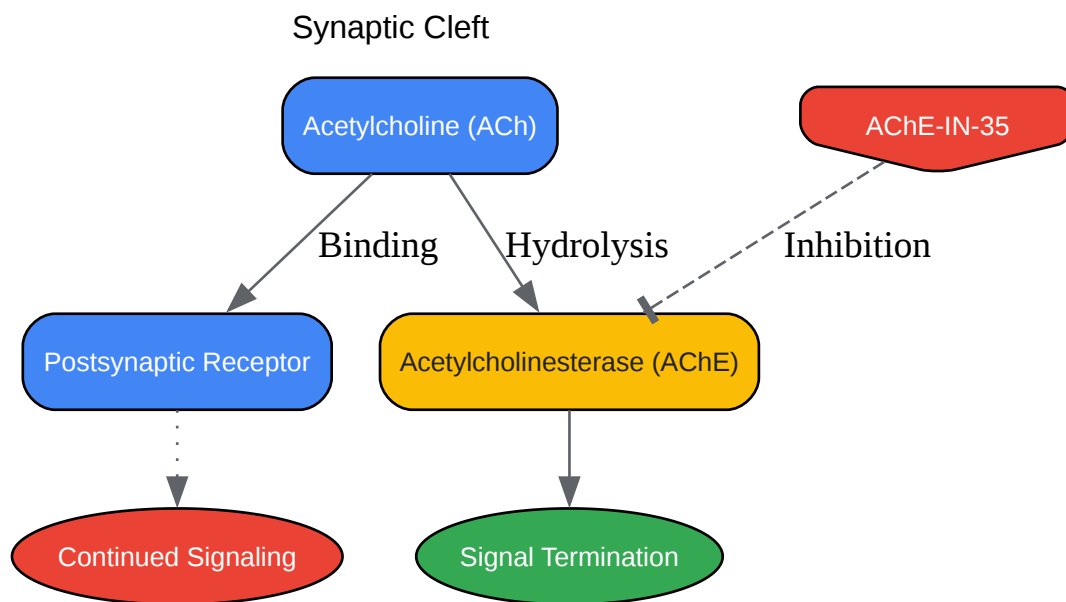 Synaptic Cleft
Acetylcholine (ACh)
AChE-IN-35
Binding
Hydrolysis
Inhibition
Postsynaptic Receptor
Acetylcholinesterase (AChE)
Continued Signaling
Signal Termination